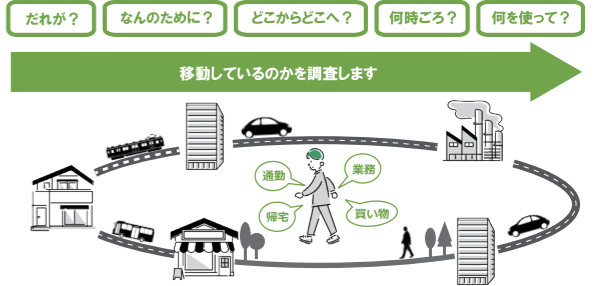 だれが？
なんのために？
どこからどこへ？
何時ごろ？
何を使って？
移動しているのかを調査します
通勤
業務
帰宅
買い物